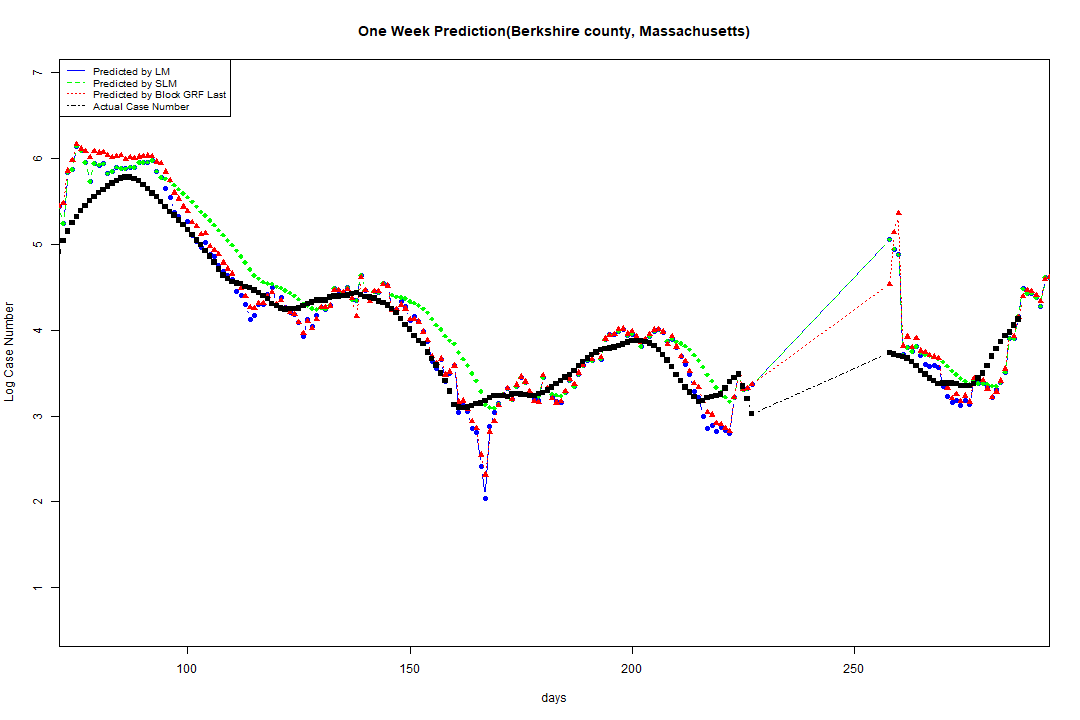 One Week Prediction(Berkshire county, Massachusetts)
Predicted by LM
Predicted by SLM
Predicted by Block GRF Last
Actual Case Number
7
6
5
4
3
2
1
Log Case Number
100 150 200 250
days